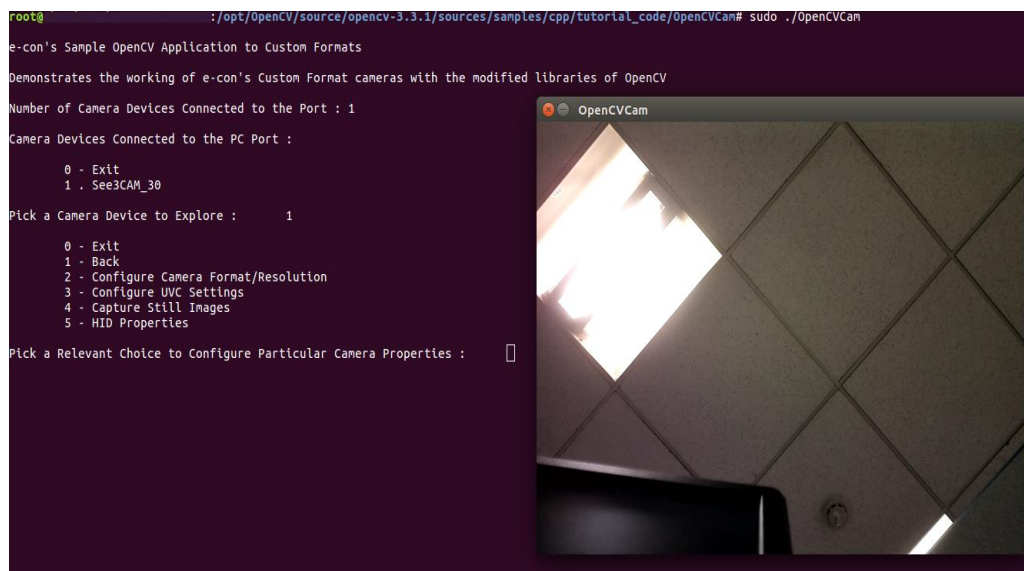 root@ :/opt/OpenCV/source/opencv-3.3.1/sources/samples/cpp/tutorial_code/OpenCVCam# sudo ./OpenCVCam
e-con's Sample OpenCV Application to Custom Formats
Demonstrates the working of e-con's Custom Format cameras with the modified libraries of OpenCV
Number of Camera Devices Connected to the Port : 1
Camera Devices Connected to the PC Port :
0 - Exit
1 . See3CAM_30
Pick a Camera Device to Explore : 1
0 - Exit
1 - Back
2 - Configure Camera Format/Resolution
3 - Configure UVC Settings
4 - Capture Still Images
5 - HID Properties
Pick a Relevant Choice to Configure Particular Camera Properties :
OpenCVCam